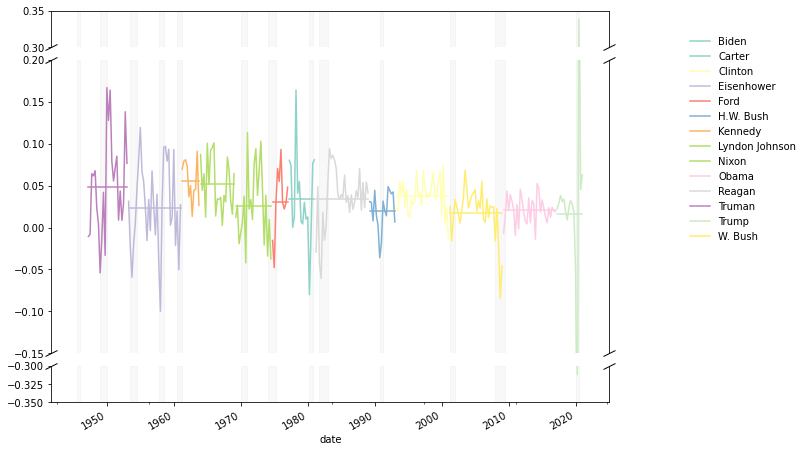 0.35
0.30
0.20
0.15
0.10
0.05
0.00
−0.05
−0.10
−0.15
−0.300
−0.325
−0.350
1950
1960
1970
1980
1990
2000
2010
2020
date
Biden
Carter
Clinton
Eisenhower
Ford
H.W. Bush
Kennedy
Lyndon Johnson
Nixon
Obama
Reagan
Truman
Trump
W. Bush